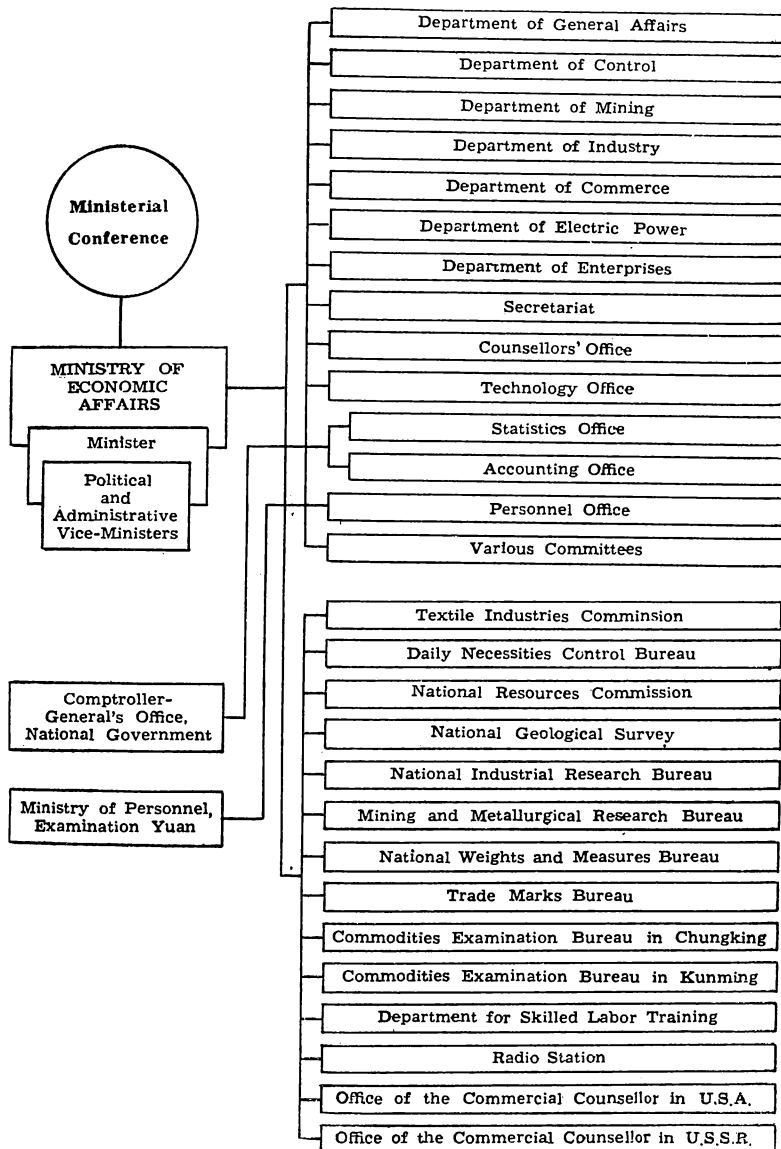 Ministerial
Conference
MINISTRY OF
ECONOMIC
AFFAIRS
Minister
Political
and
Administrative
Vice-Ministers
Comptroller-
General's Office,
National Government
Ministry of Personnel,
Examination Yuan
Department of General Affairs
Department of Control
Department of Mining
Department of Industry
Department of Commerce
Department of Electric Power
Department of Enterprises
Secretariat
Counsellors' Office
Technology Office
Statistics Office
Accounting Office
Personnel Office
Various Committees
Textile Industries Comminsion
Daily Necessities Control Bureau
National Resources Commission
National Geological Survey
National Industrial Research Bureau
Mining and Metallurgical Research Bureau
National Weights and Measures Bureau
Trade Marks Bureau
Commodities Examination Bureau in Chungking
Commodities Examination Bureau in Kunming
Department for Skilled Labor Training
Radio Station
Office of the Commercial Counsellor in U.S.A.
Office of the Commercial Counsellor in U.S.S.R.